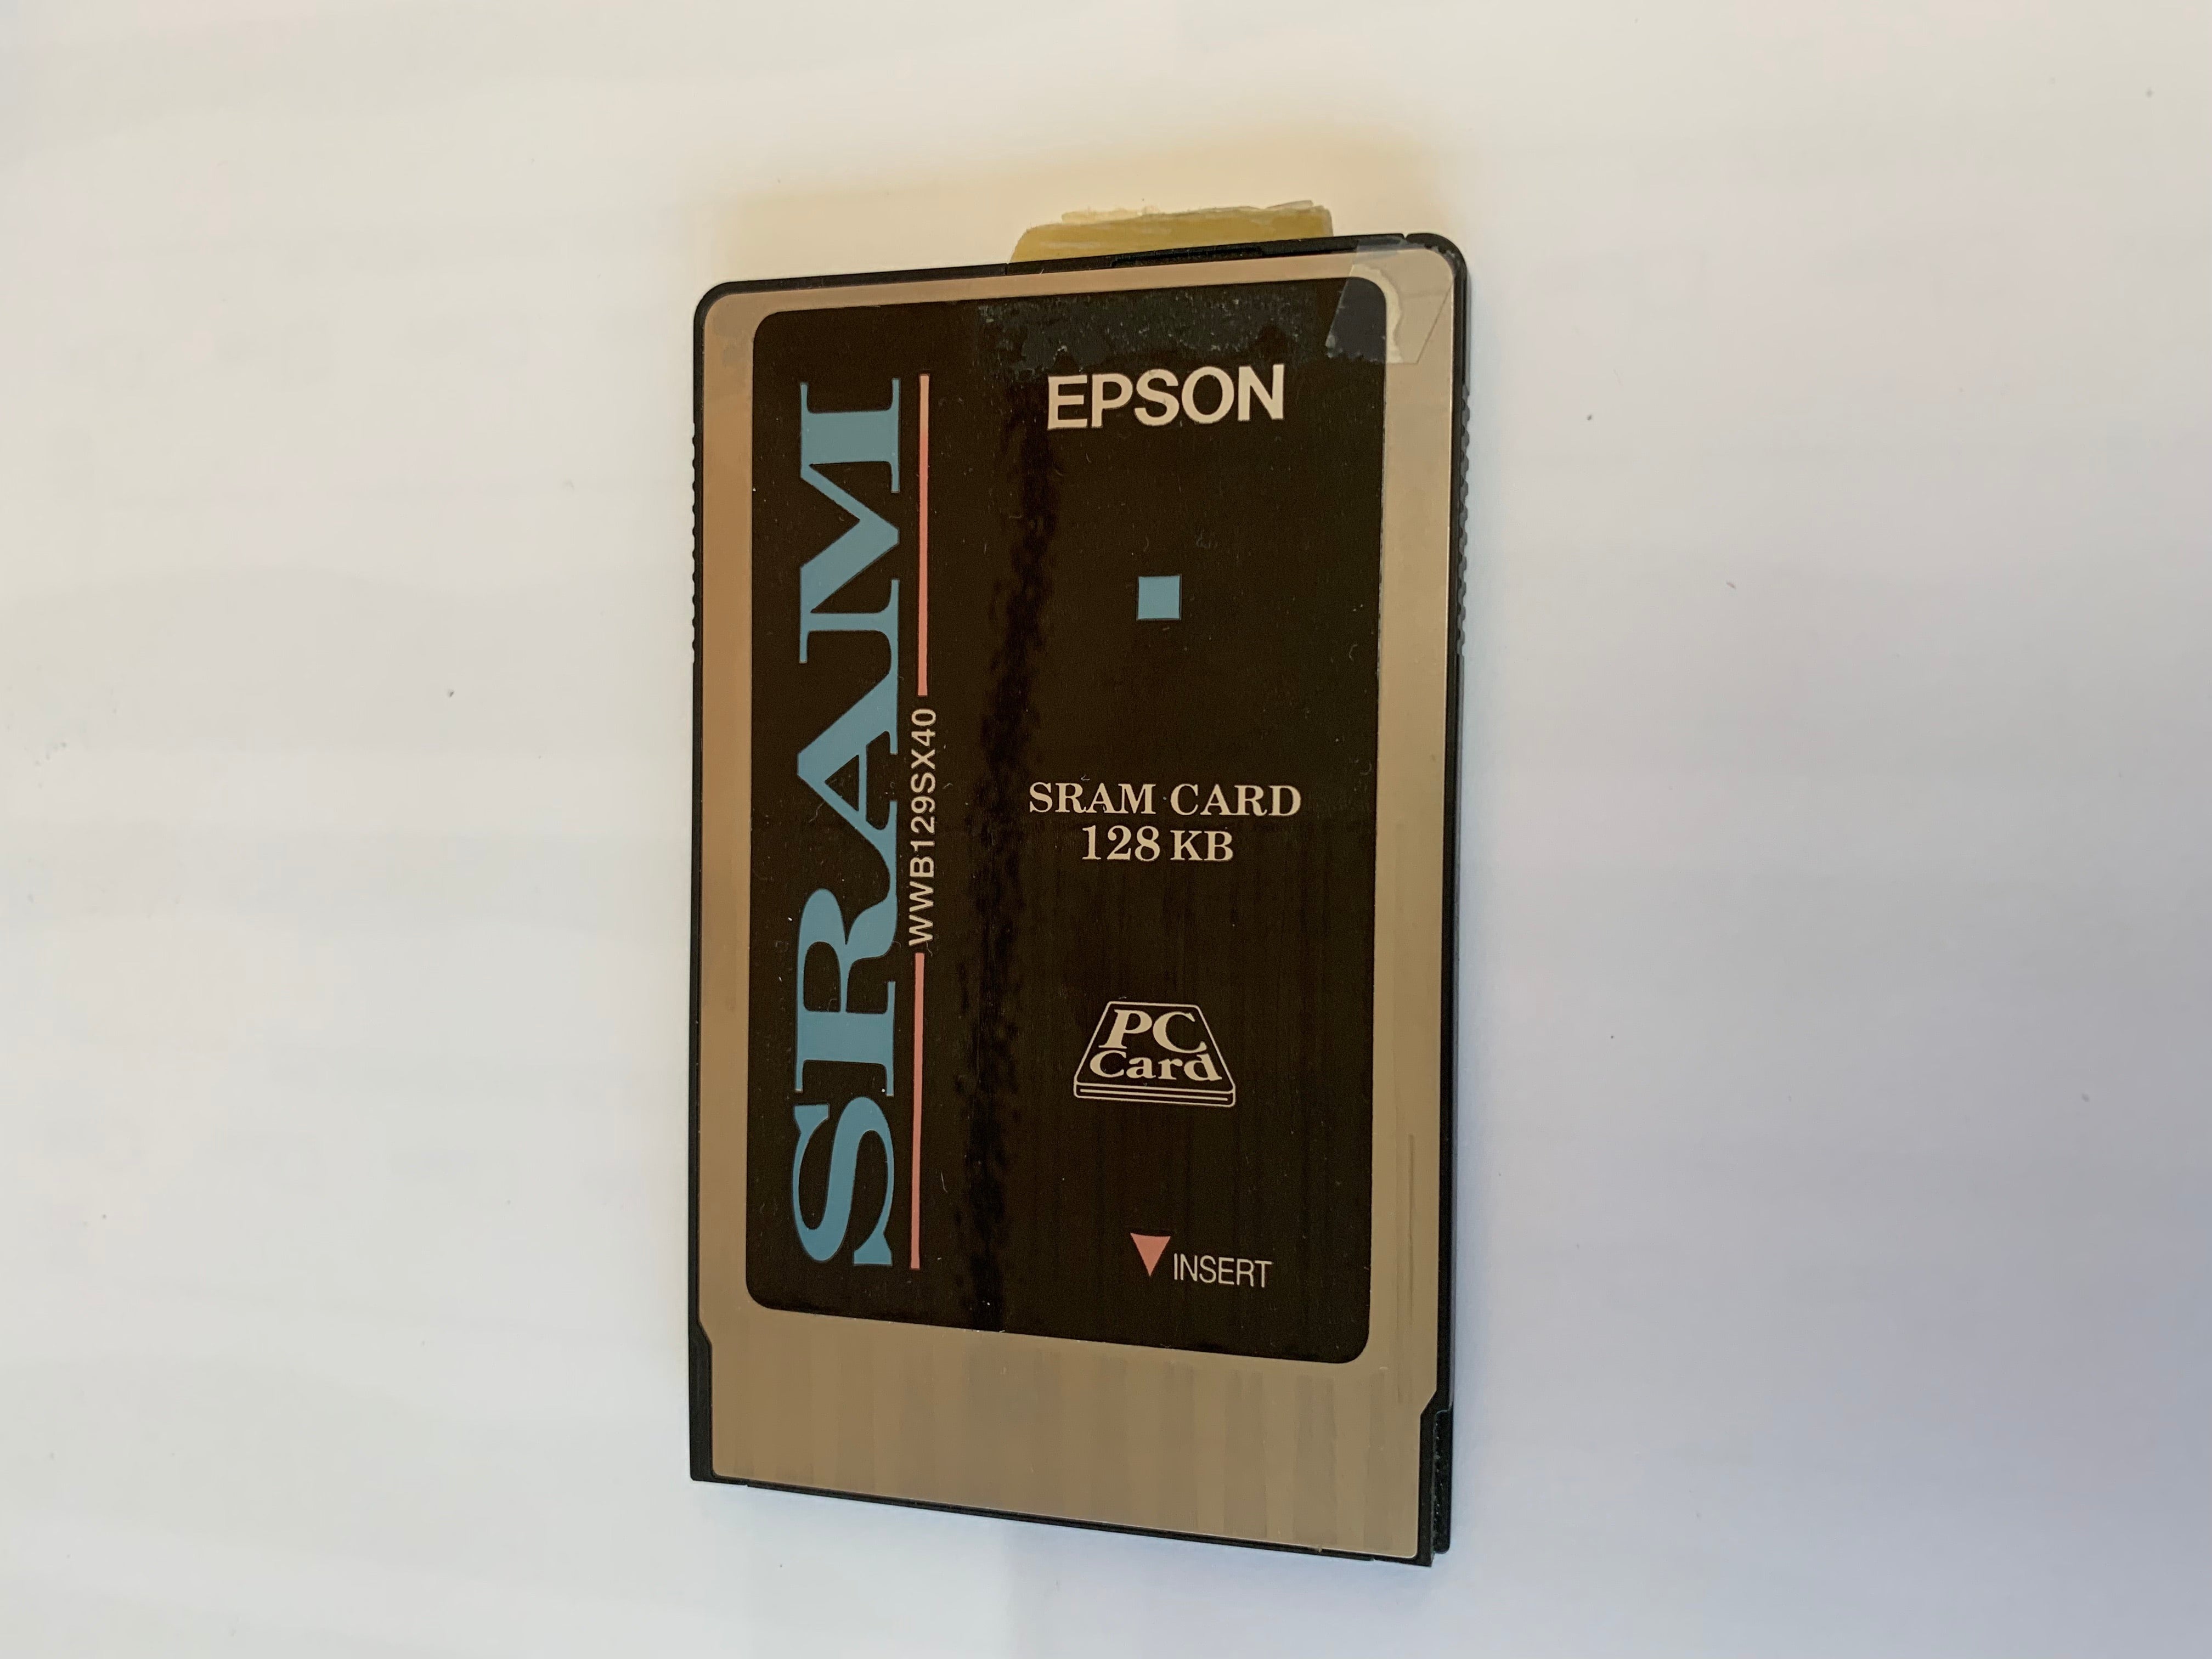 EPSON
SRAM
WWB129SX40
SRAM CARD
128 KB
PC
Card
INSERT